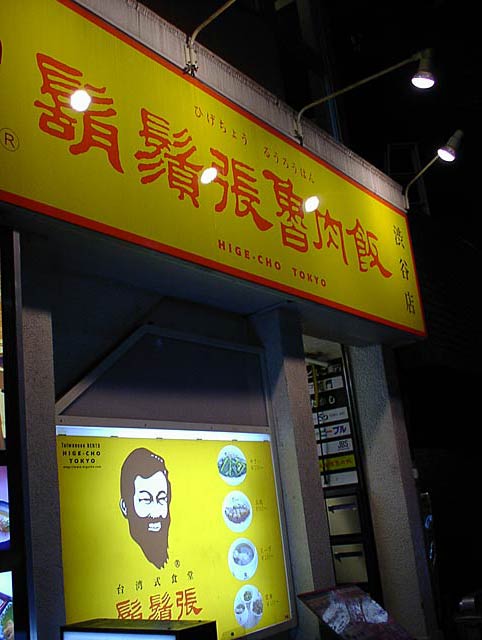 ひげちょう るうろうはん
®
鬍鬚張魯肉飯
渋谷店
HIGE-CHO TOKYO
Taiwanese BENTO
HIGE-CHO
TOKYO
®
台湾式食堂
鬍鬚張